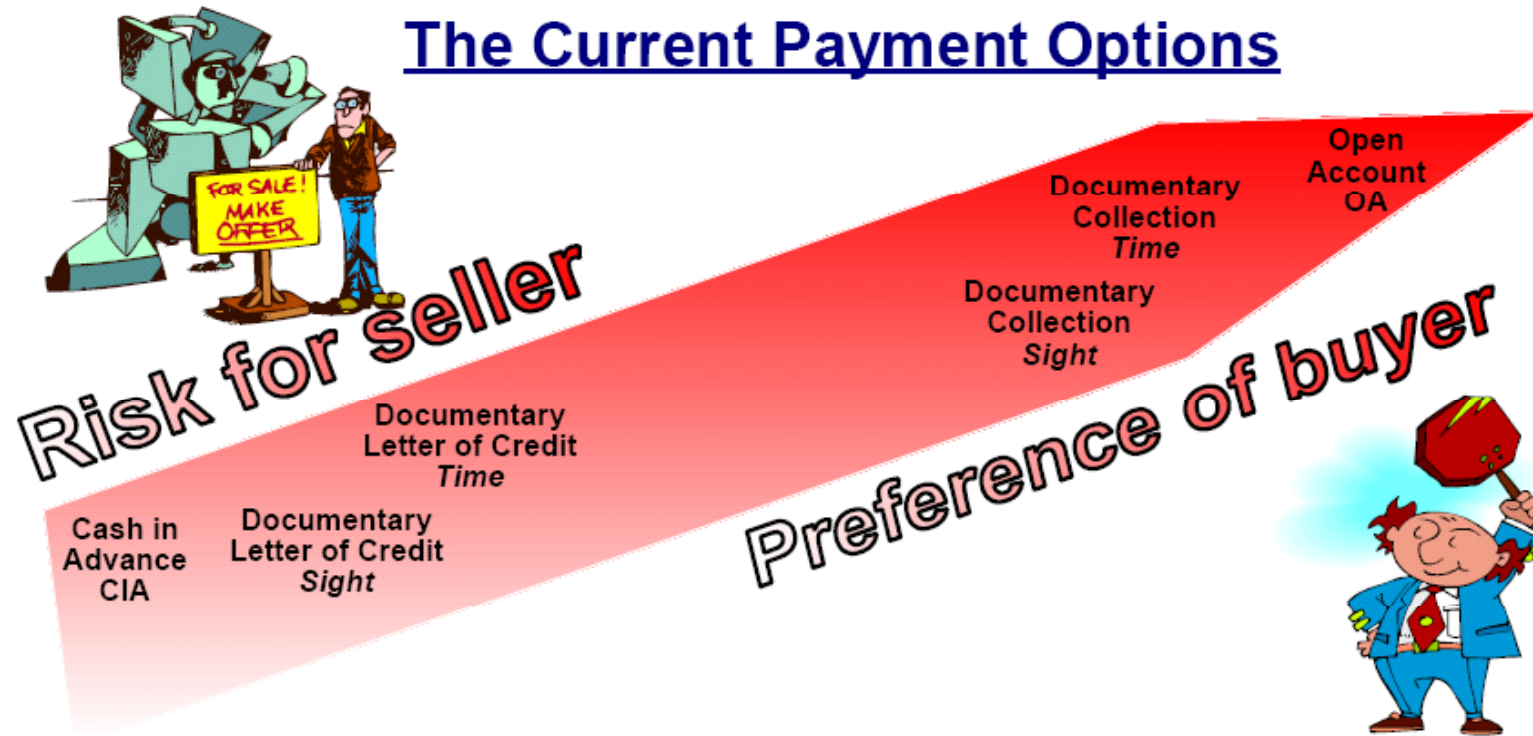 The Current Payment Options
FOR SALE!
MAKE
OFFER
Risk for seller
Open
Account
OA
Documentary
Collection
Time
Documentary
Collection
Sight
Preference of buyer
Documentary
Letter of Credit
Time
Cash in
Advance
CIA
Documentary
Letter of Credit
Sight